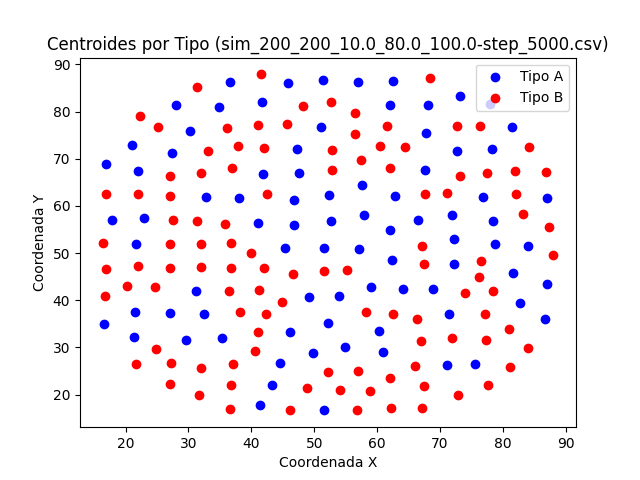 Centroides por Tipo (sim_200_200_10.0_80.0_100.0-step_5000.csv)
Tipo A
Tipo B
90
80
70
60
50
40
30
20
Coordenada Y
20 30 40 50 60 70 80 90
Coordenada X